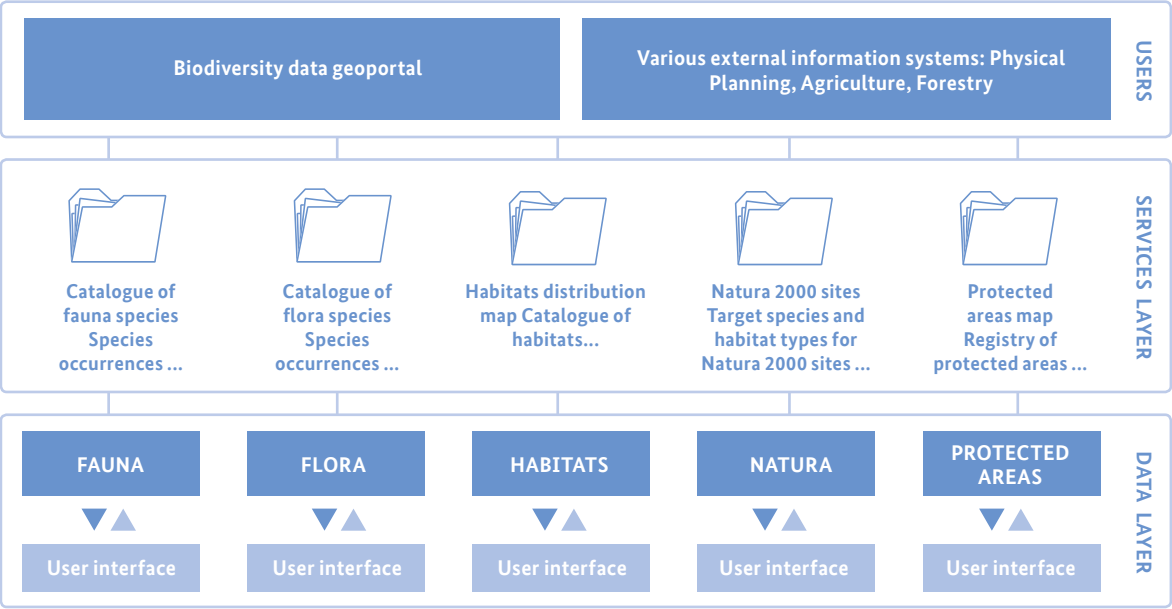 Biodiversity data geoportal
Various external information systems: Physical
Planning, Agriculture, Forestry
USERS
Catalogue of
fauna species
Species
occurrences ...
Catalogue of
flora species
Species
occurrences ...
Habitats distribution
map Catalogue of
habitats...
Natura 2000 sites
Target species and
habitat types for
Natura 2000 sites ...
Protected
areas map
Registry of
protected areas ...
SERVICES LAYER
FAUNA
FLORA
HABITATS
NATURA
PROTECTED
AREAS
User interface
User interface
User interface
User interface
User interface
DATA LAYER